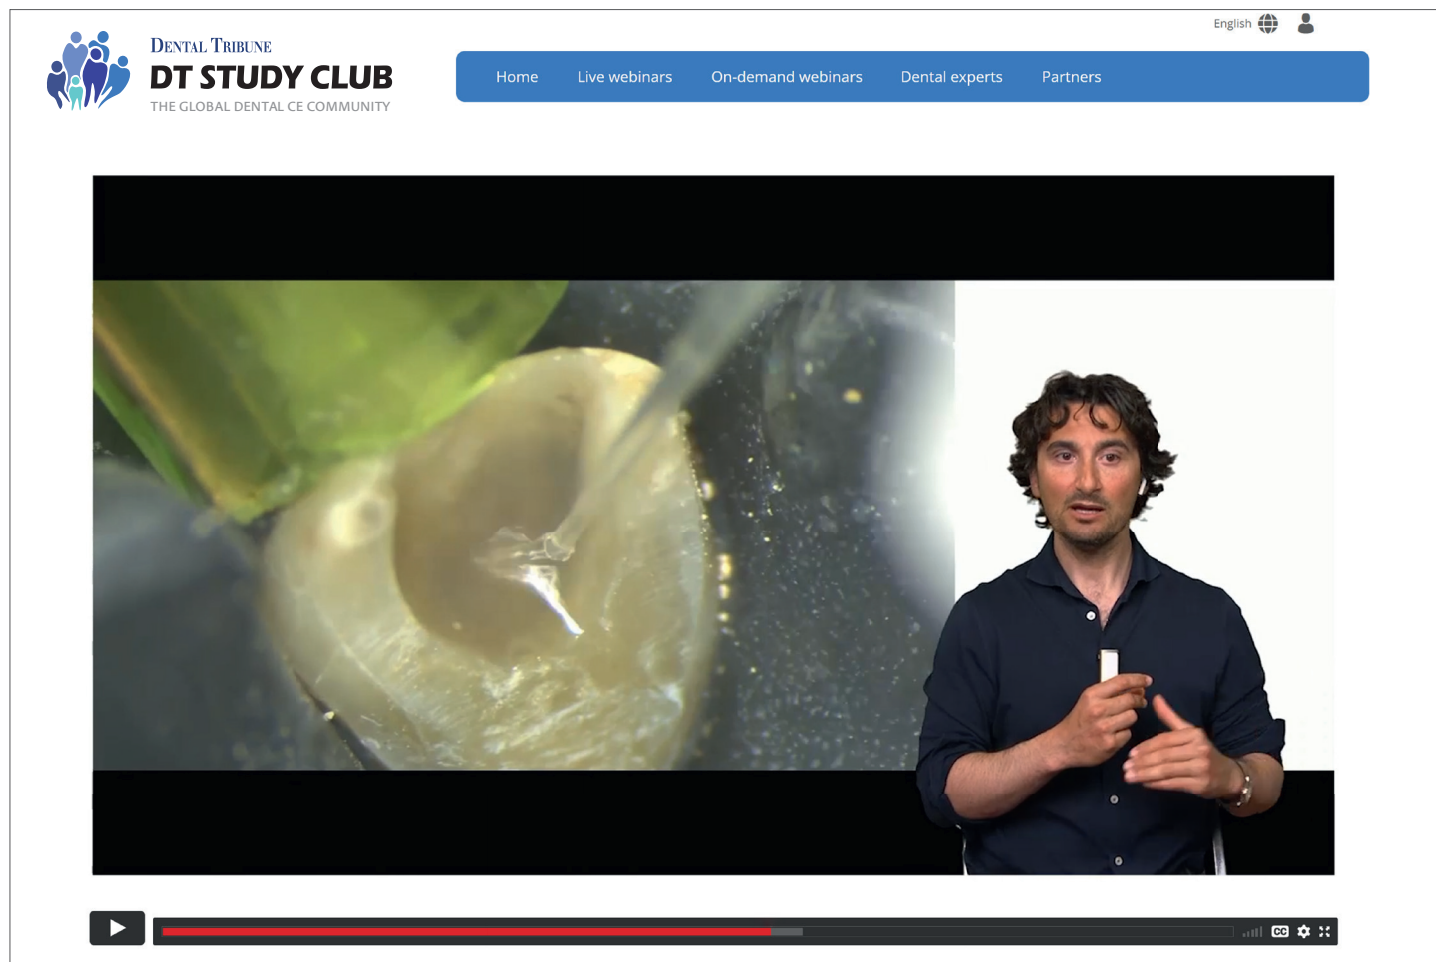 English
DENTAL TRIBUNE
DT STUDY CLUB
THE GLOBAL DENTAL CE COMMUNITY
Home Live webinars On-demand webinars Dental experts Partners
CC